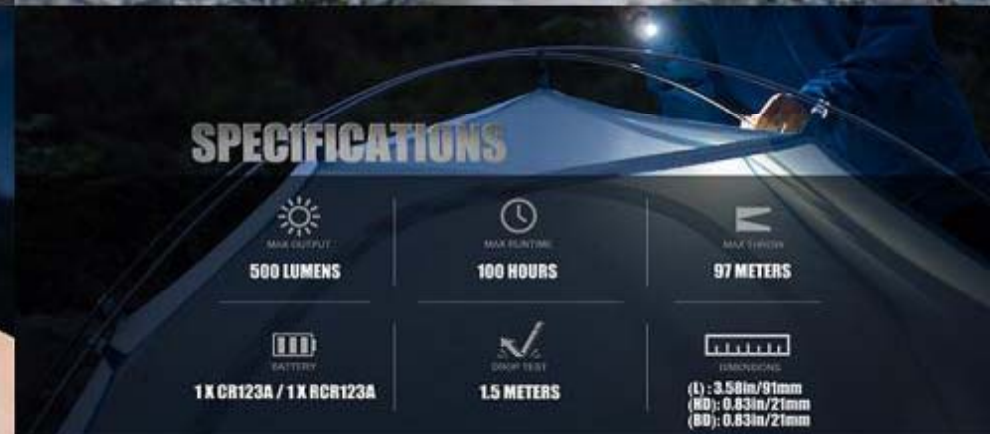 SPECIFICATIONS
MAX OUTPUT
500 LUMENS
MAX RUNTIME
100 HOURS
MAX THROW
97 METERS
BATTERY
1 X CR123A / 1 X RCR123A
DROP TEST
1.5 METERS
DIMENSIONS
(L) : 3.58in/91mm
(HD): 0.83in/21mm
(BD): 0.83in/21mm